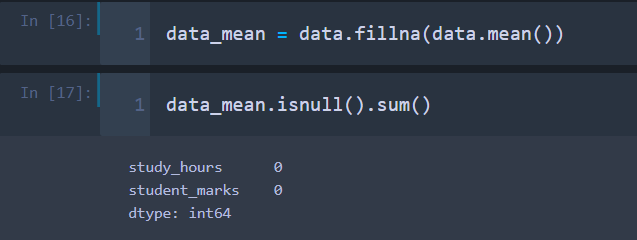 In [16]:
1 data_mean = data.fillna(data.mean())
In [17]:
1 data_mean.isnull().sum()
study_hours 0
student_marks 0
dtype: int64